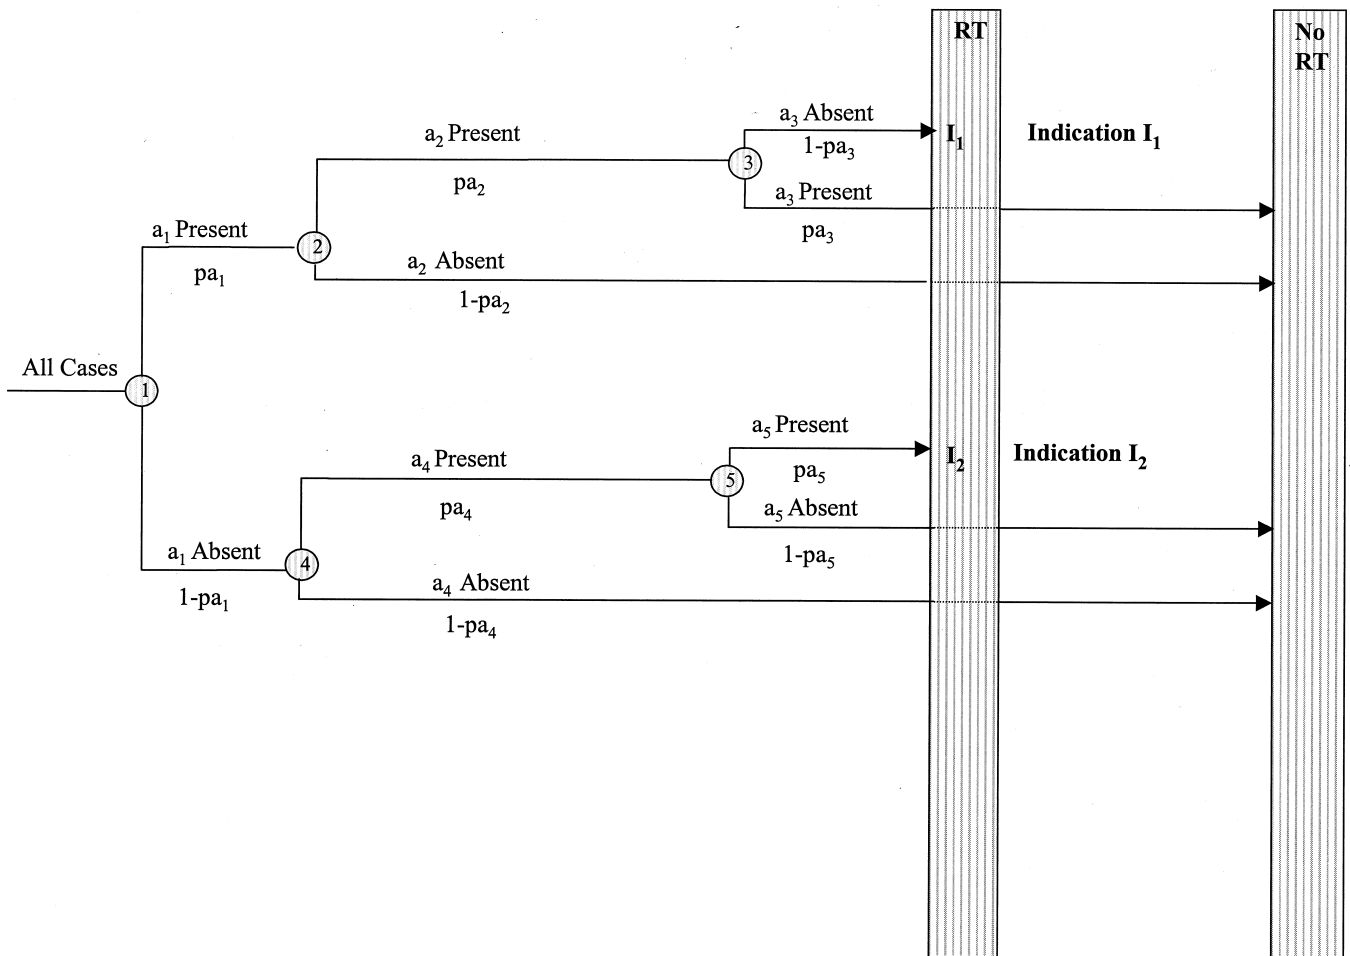 RT
No
RT
a₃ Absent
a₂ Present
I₁
Indication I₁
1-pa₃
3
pa₂
a₃ Present
a₁ Present
pa₃
2
a₂ Absent
pa₁
1-pa₂
All Cases
1
a₅ Present
a₄ Present
I₂
Indication I₂
pa₅
5
pa₄
a₅ Absent
a₁ Absent
1-pa₅
4
a₄ Absent
1-pa₁
1-pa₄